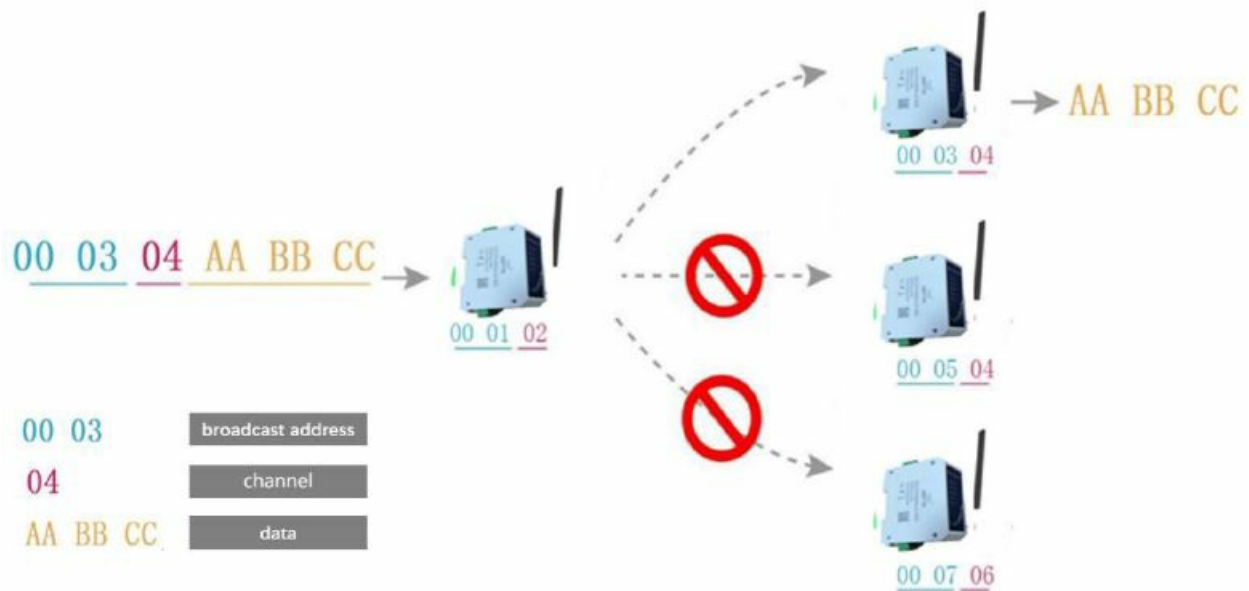 AA BB CC
00 03 04
00 03 04 AA BB CC
00 01 02
00 05 04
00 03 broadcast address
04 channel
AA BB CC data
00 07 06